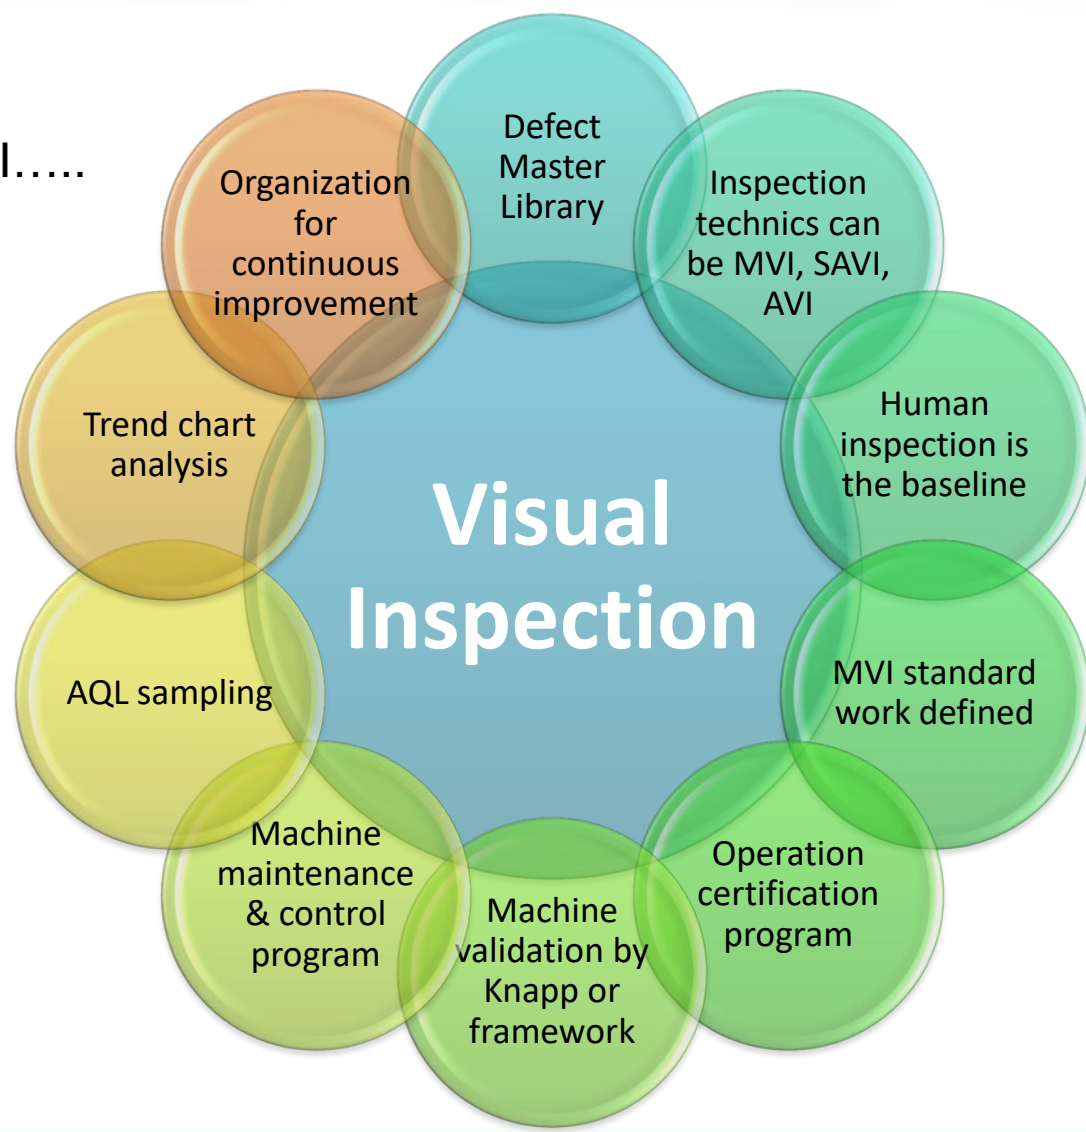 I…..
Defect
Master
Library
Inspection
technics can
be MVI, SAVI,
AVI
Human
inspection is
the baseline
MVI standard
work defined
Operation
certification
program
Machine
validation by
Knapp or
framework
Machine
maintenance
& control
program
AQL sampling
Trend chart
analysis
Organization
for
continuous
improvement
Visual
Inspection